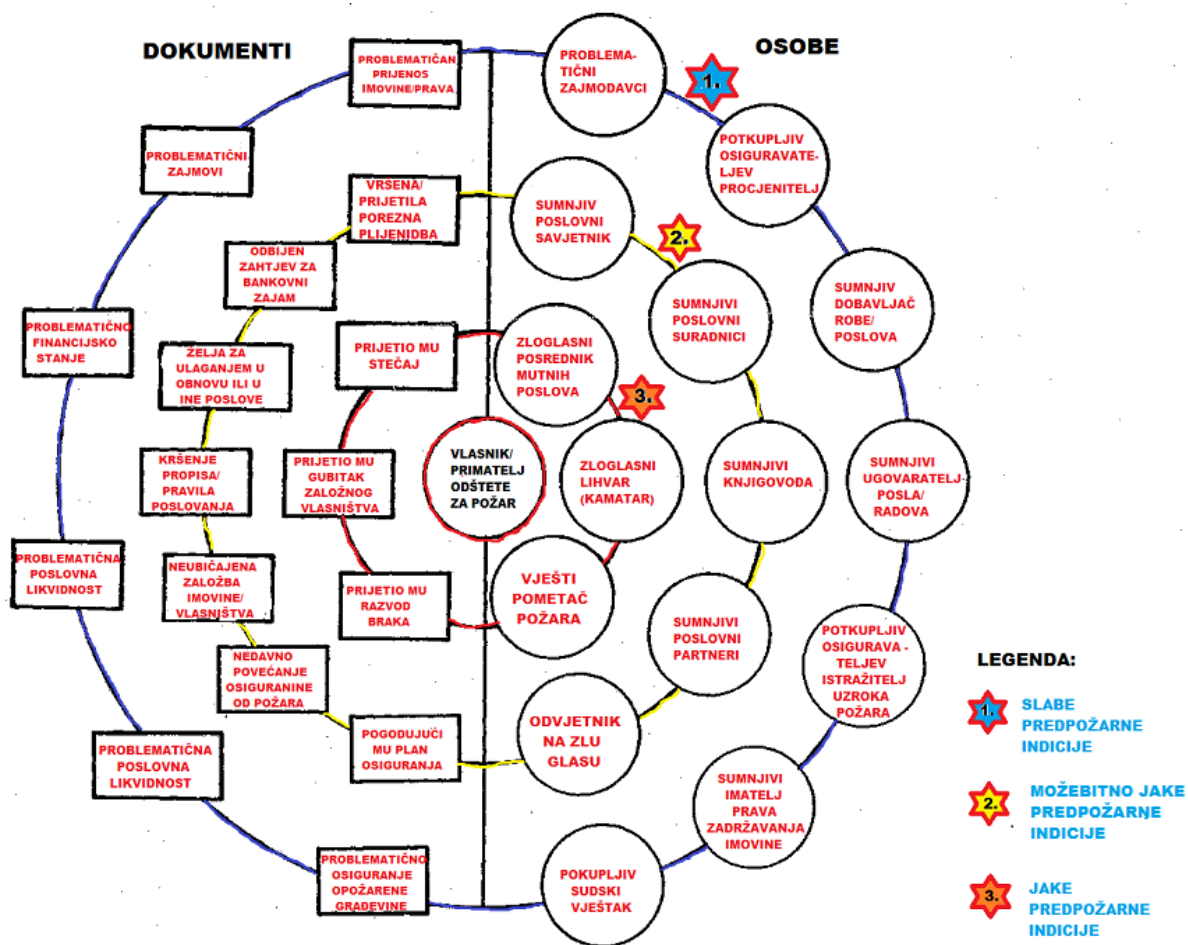 DOKUMENTI
OSOBE
PROBLEMATIČAN
PRIJENOS
IMOVINE/PRAVA
PROBLEMATIČNI
ZAJMOVI
PROBLEMATIČNO
FINANCIJSKO
STANJE
PROBLEMATIČNA
POSLOVNA
LIKVIDNOST
PROBLEMATIČNA
POSLOVNA
LIKVIDNOST
PROBLEMATIČNO
OSIGURANJE
OPOŽARENE
GRAĐEVINE
VRŠENA/
PRIJETILA
POREZNA
PLIJENIDBA
ODBIJEN
ZAHTJEV ZA
BANKOVNI
ZAJAM
ŽELJA ZA
ULAGANJEM U
OBNOVU ILI U
INE POSLOVE
KRŠENJE
PROPISA/
PRAVILA
POSLOVANJA
NEUBIČAJENA
ZALOŽBA
IMOVINE/
VLASNIŠTVA
NEDAVNO
POVEĆANJE
OSIGURANINE
OD POŽARA
POGODUJUĆI
MU PLAN
OSIGURANJA
PRIJETIO MU
STEČAJ
PRIJETIO MU
GUBITAK
ZALOŽNOG
VLASNIŠTVA
PRIJETIO MU
RAZVOD
BRAKA
VLASNIK/
PRIMATELJ
ODŠTETE
ZA POŽAR
ZLOGLASNI
POSREDNIK
MUTNIH
POSLOVA
3.
ZLOGLASNI
LIHVAR
(KAMATAR)
VJEŠTI
POMETAČ
POŽARA
SUMNJIV
POSLOVNI
SAVJETNIK
2.
SUMNJIVI
POSLOVNI
SURADNICI
SUMNJIVI
KNJIGOVOĐA
SUMNJIVI
POSLOVNI
PARTNERI
ODVJETNIK
NA ZLU
GLASU
PROBLEMA-
TIČNI
ZAJMODAVCI
1.
POTKUPLJIV
OSIGURAVATE-
LJEV
PROCJENITELJ
SUMNJIV
DOBAVLJAČ
ROBE/
POSLOVA
SUMNJIVI
UGOVARATELJ
POSLA/
RADOVA
POTKUPLJIV
OSIGURAVA -
TELJEV
ISTRAŽITELJ
UZROKA
POŽARA
SUMNJIVI
IMATELJ
PRAVA
ZADRŽAVANJA
IMOVINE
POKUPLJIV
SUDSKI
VJEŠTAK
LEGENDA:
1. SLABE
PREDPOŽARNE
INDICIJE
2. MOŽEBITNO JAKE
PREDPOŽARNE
INDICIJE
3. JAKE
PREDPOŽARNE
INDICIJE